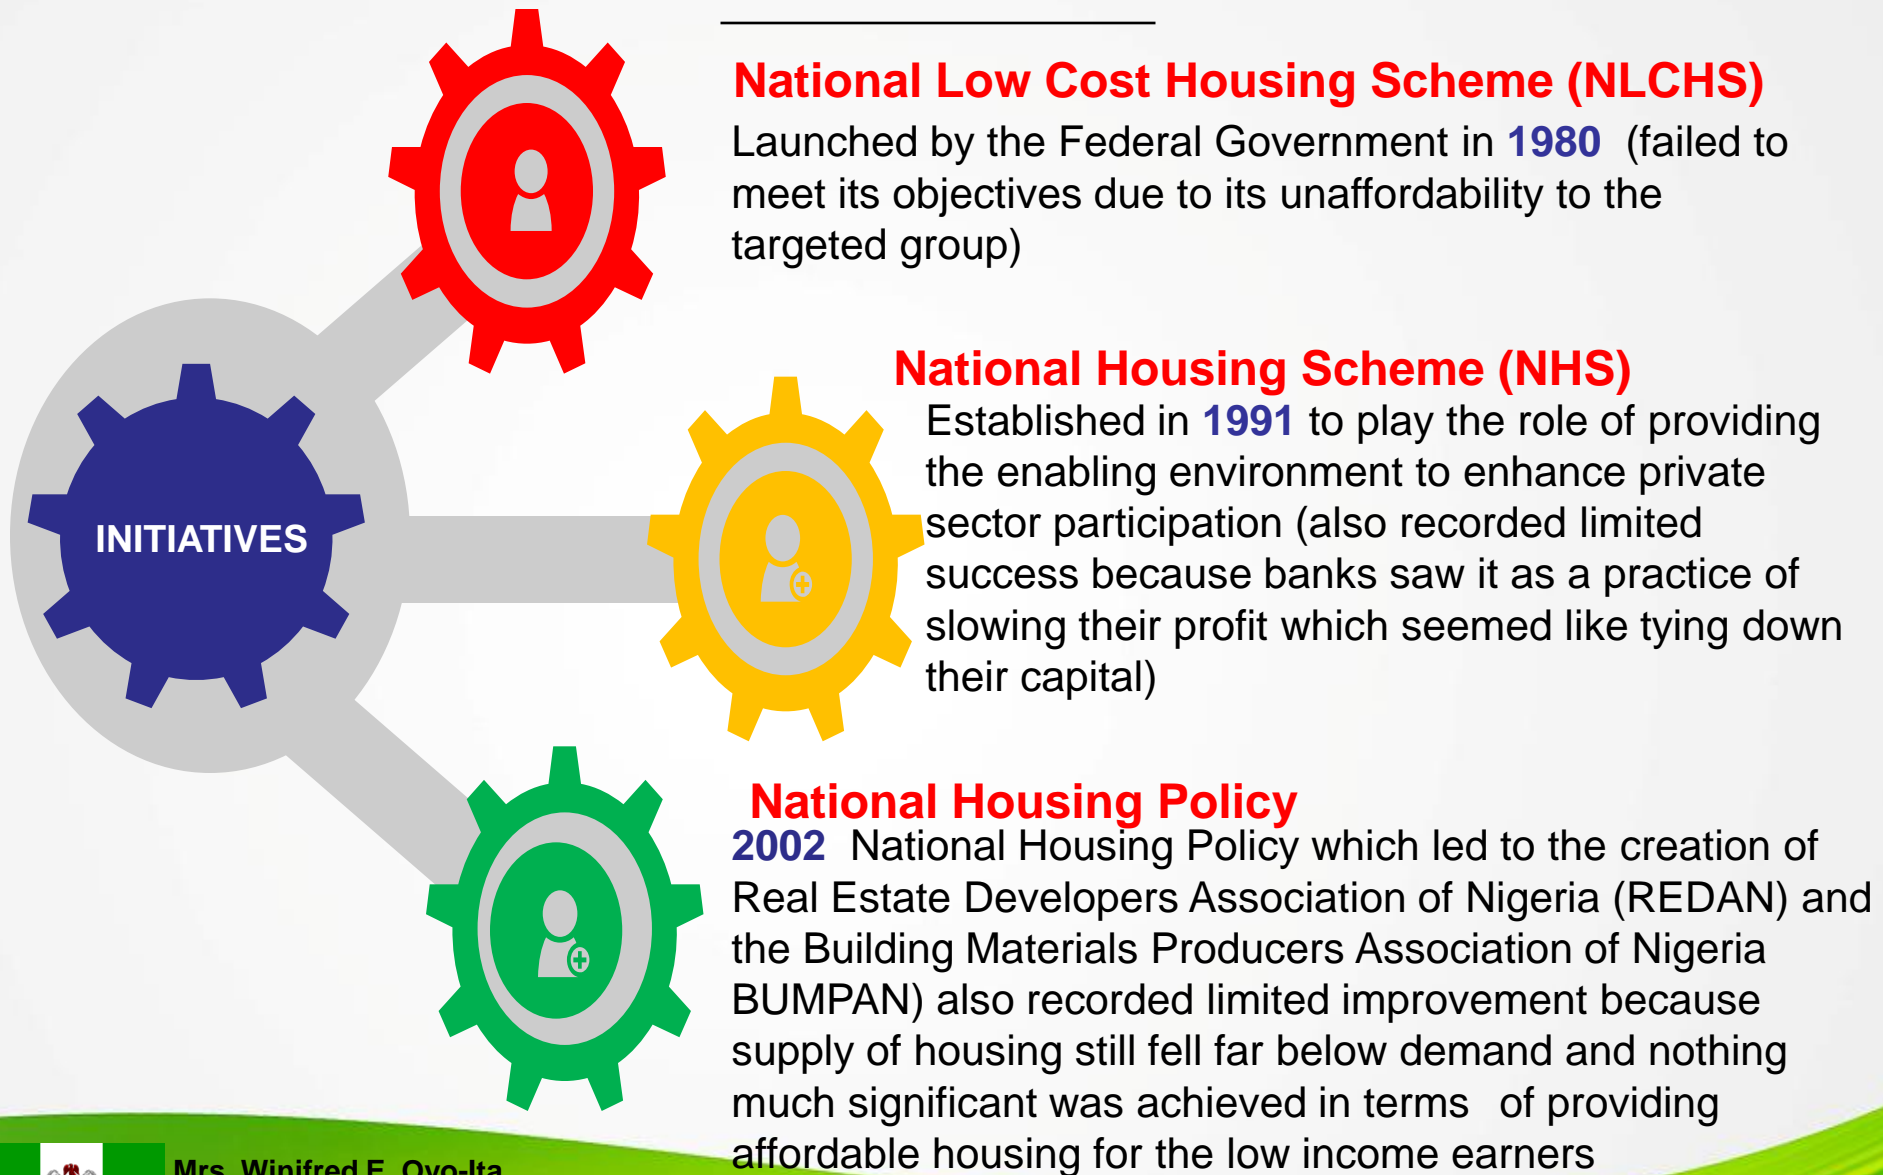 National Low Cost Housing Scheme (NLCHS)
Launched by the Federal Government in 1980 (failed to
meet its objectives due to its unaffordability to the
targeted group)
INITIATIVES
National Housing Scheme (NHS)
Established in 1991 to play the role of providing
the enabling environment to enhance private
sector participation (also recorded limited
success because banks saw it as a practice of
slowing their profit which seemed like tying down
their capital)
National Housing Policy
2002 National Housing Policy which led to the creation of
Real Estate Developers Association of Nigeria (REDAN) and
the Building Materials Producers Association of Nigeria
BUMPAN) also recorded limited improvement because
supply of housing still fell far below demand and nothing
much significant was achieved in terms of providing
affordable housing for the low income earners
Mrs. Winifred E. Oyo-Ita